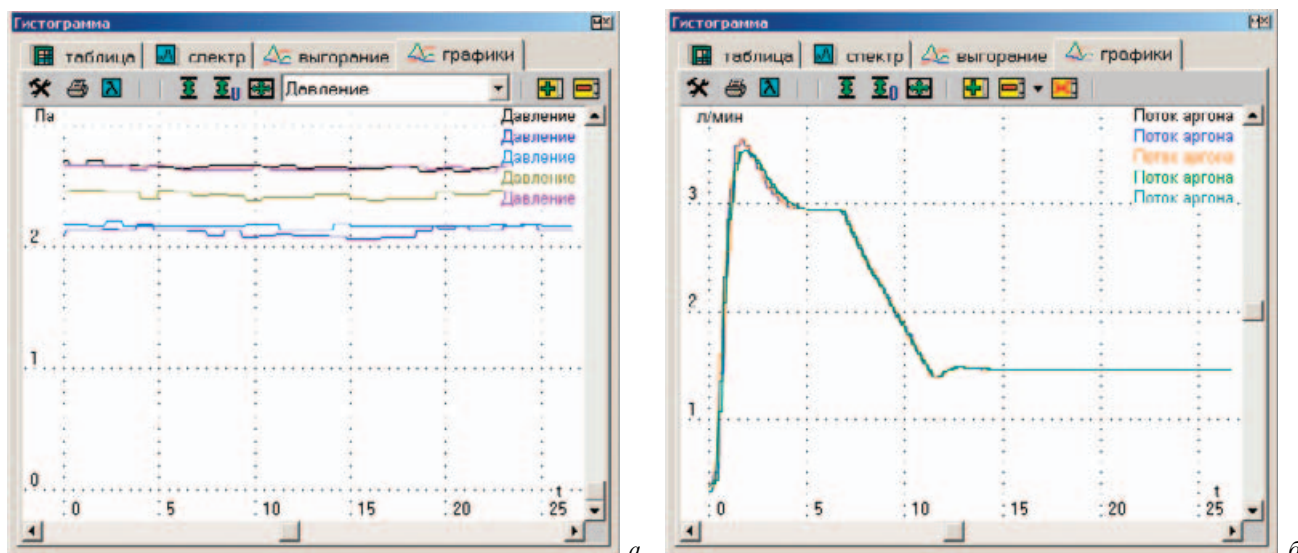 Гистограмма
таблица спектр выгорание графики
Давление
Па
Давление
Давление
Давление
Давление
Давление
2
1
0
t
0 5 10 15 20 25
а
Гистограмма
таблица спектр выгорание графики
л/мин
Поток аргона
Поток аргона
Поток аргона
Поток аргона
Поток аргона
3
2
1
t
0 5 10 15 20 25
б